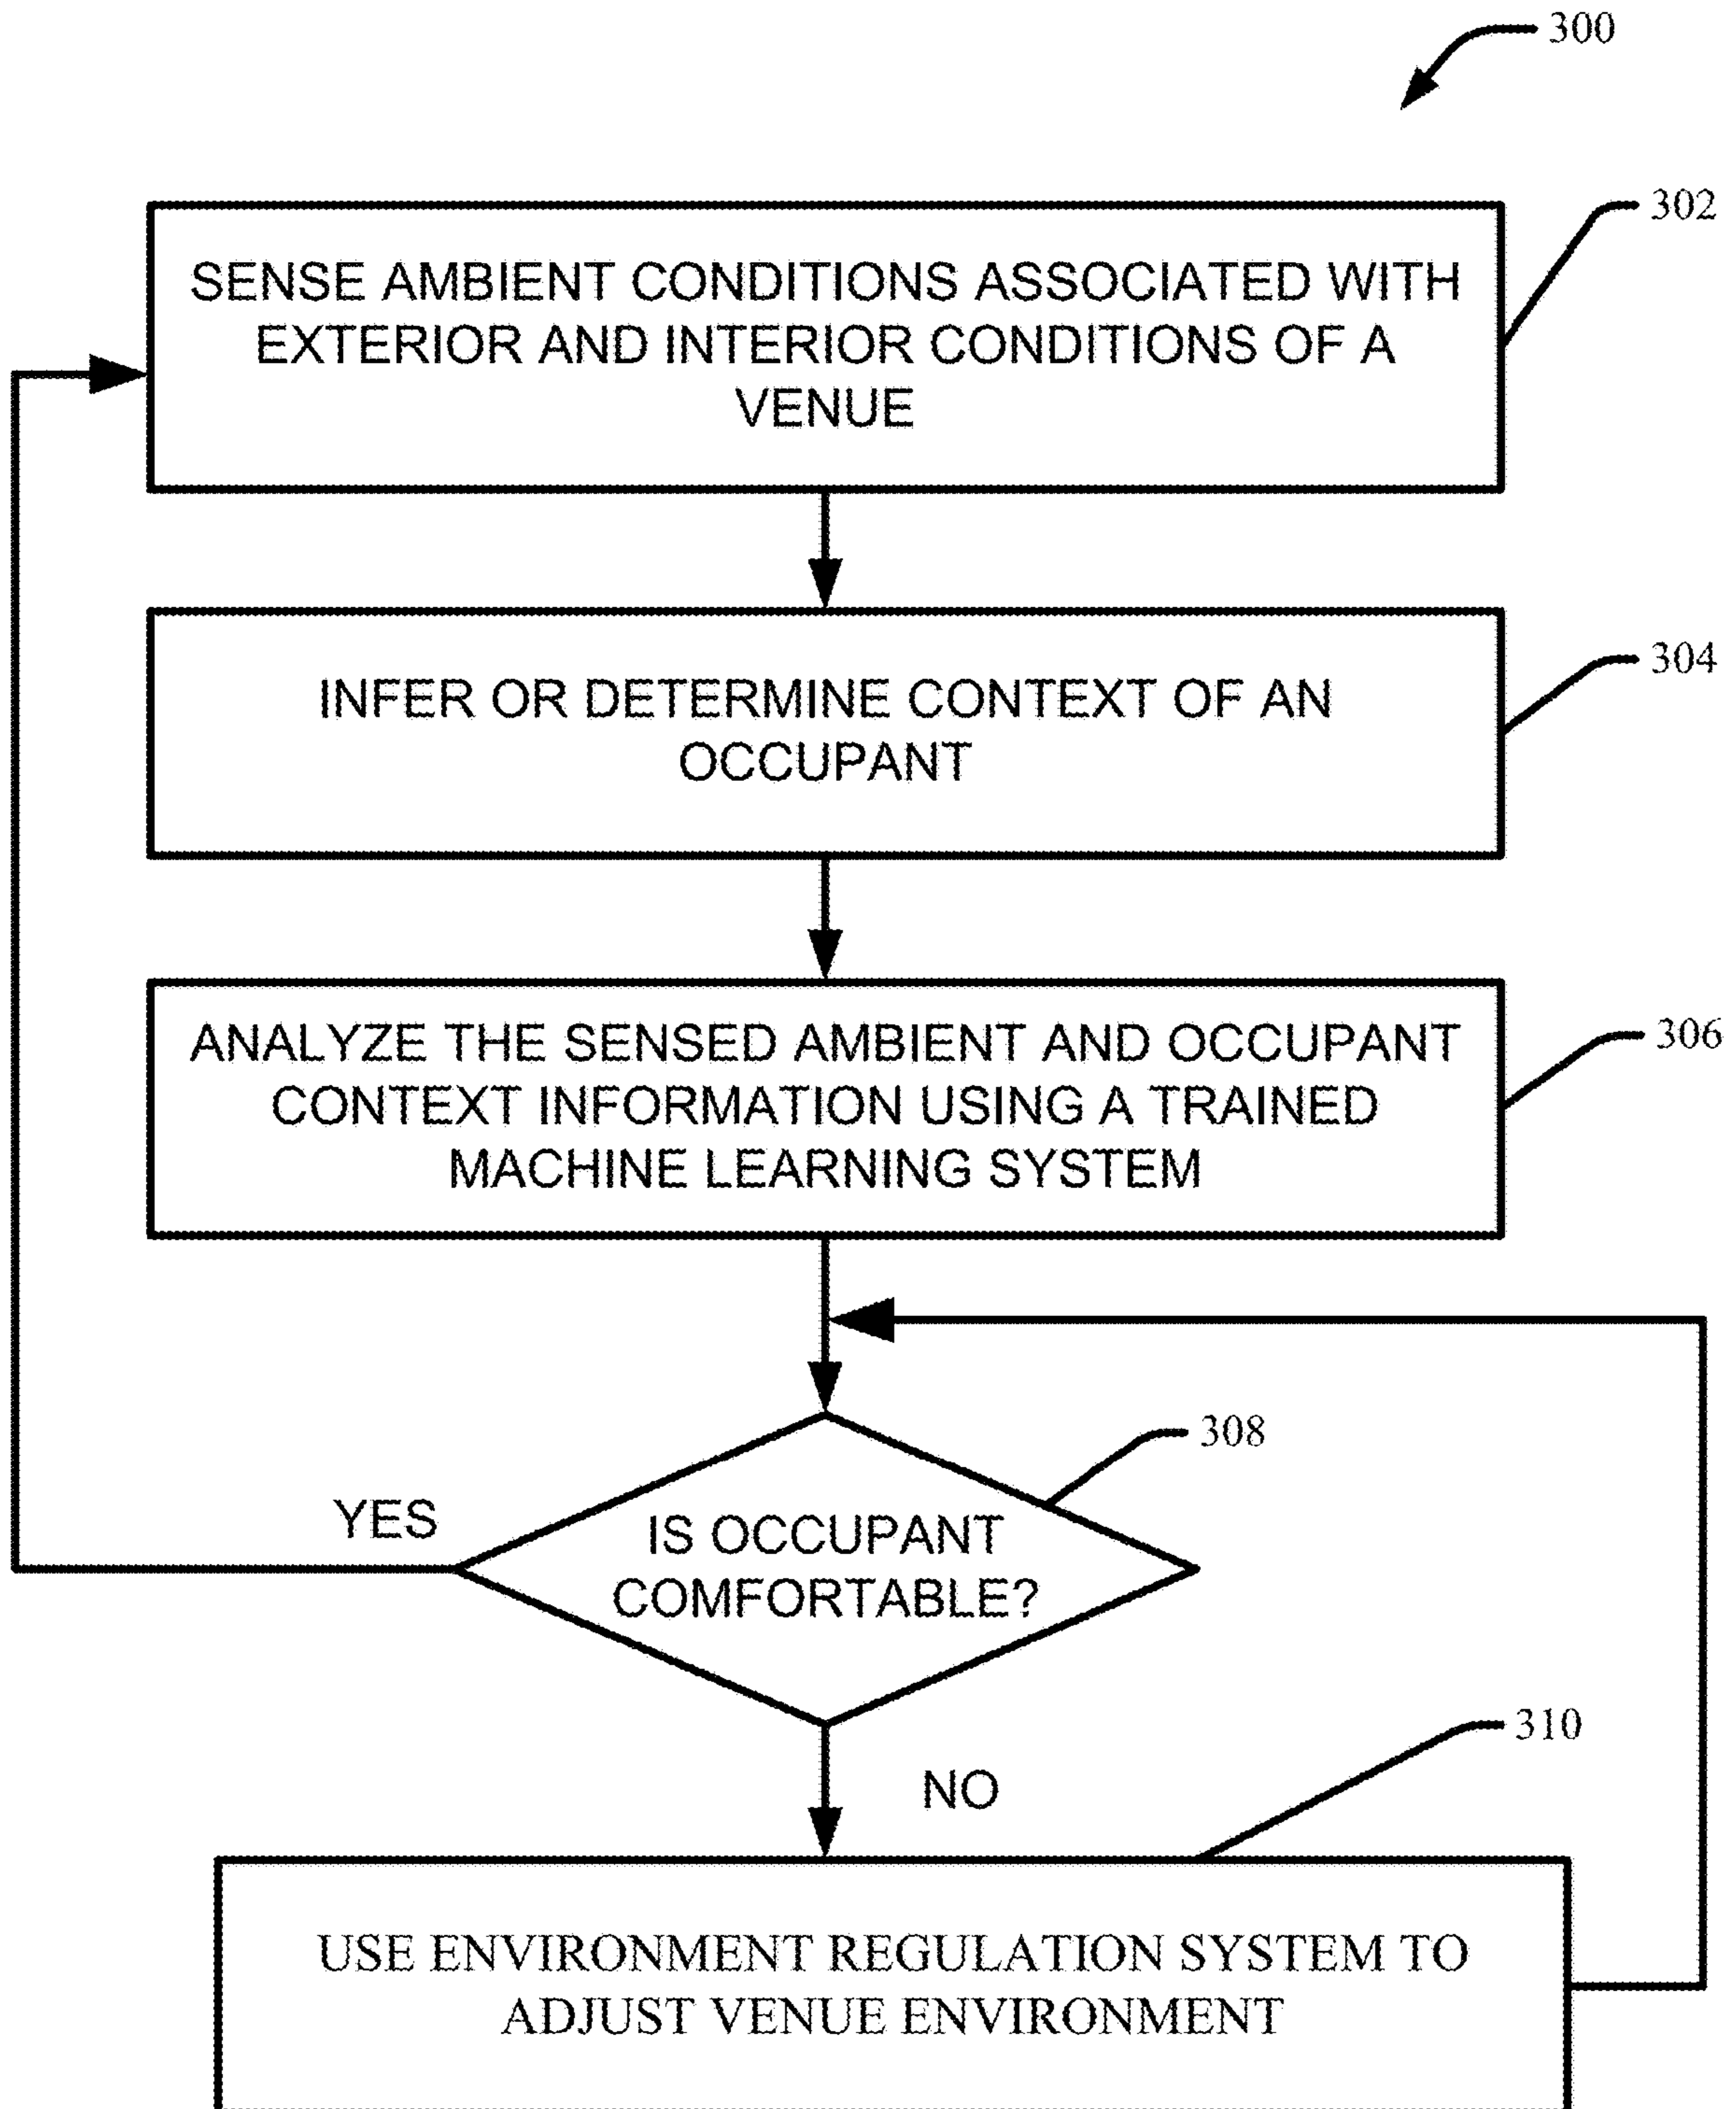 300
302
SENSE AMBIENT CONDITIONS ASSOCIATED WITH
EXTERIOR AND INTERIOR CONDITIONS OF A
VENUE
304
INFER OR DETERMINE CONTEXT OF AN
OCCUPANT
306
ANALYZE THE SENSED AMBIENT AND OCCUPANT
CONTEXT INFORMATION USING A TRAINED
MACHINE LEARNING SYSTEM
308
YES
IS OCCUPANT
COMFORTABLE?
310
NO
USE ENVIRONMENT REGULATION SYSTEM TO
ADJUST VENUE ENVIRONMENT